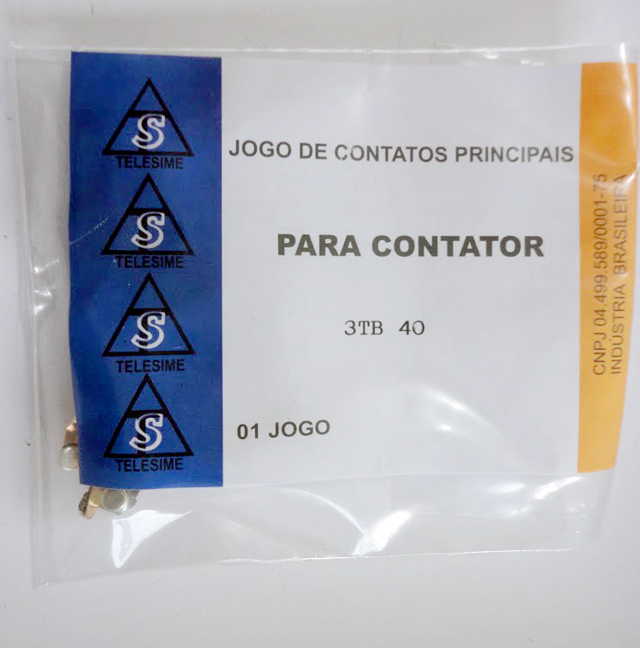 S
TELESIME
S
TELESIME
S
TELESIME
S
TELESIME
JOGO DE CONTATOS PRINCIPAIS
PARA CONTATOR
3TB 40
01 JOGO
CNPJ 04.499.589/0001-75
INDÚSTRIA BRASILEIRA